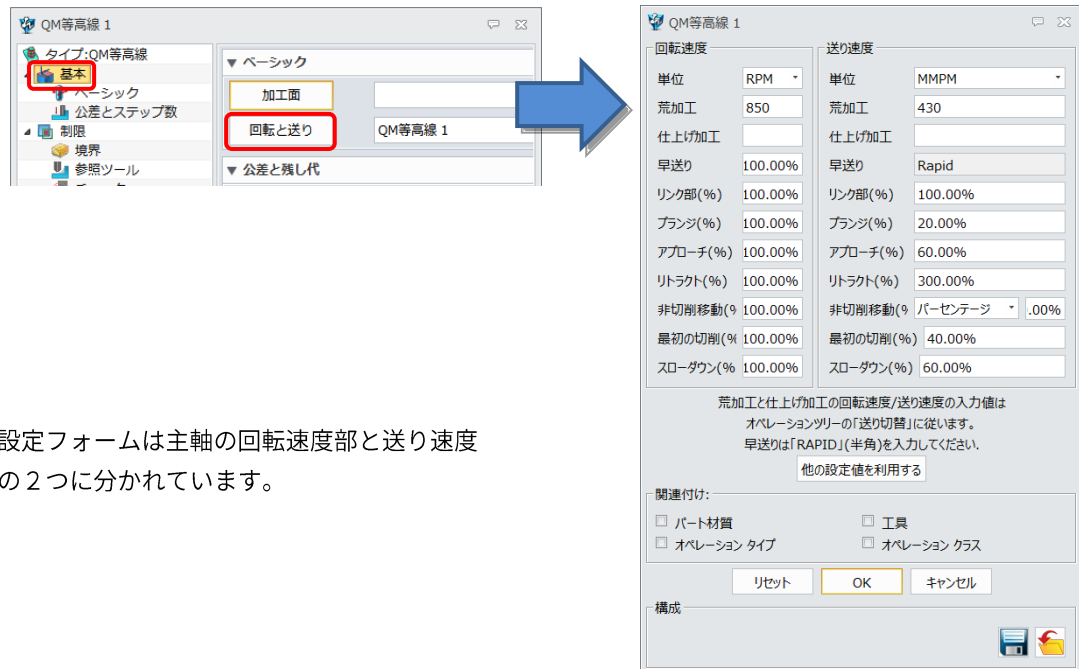 QM等高線 1
タイプ:QM等高線
基本
ベーシック
公差とステップ数
制限
境界
参照ツール
▼ ベーシック
加工面
回転と送り QM等高線 1
▼ 公差と残し代
設定フォームは主軸の回転速度部と送り速度
の２つに分かれています。
QM等高線 1
回転速度
単位 RPM
荒加工 850
仕上げ加工
早送り 100.00%
リンク部(%) 100.00%
プランジ(%) 100.00%
アプローチ(%) 100.00%
リトラクト(%) 100.00%
非切削移動(% 100.00%
最初の切削(% 100.00%
スローダウン(% 100.00%
送り速度
単位 MMPM
荒加工 430
仕上げ加工
早送り Rapid
リンク部(%) 100.00%
プランジ(%) 20.00%
アプローチ(%) 60.00%
リトラクト(%) 300.00%
非切削移動(% パーセンテージ .00%
最初の切削(%) 40.00%
スローダウン(%) 60.00%
荒加工と仕上げ加工の回転速度/送り速度の入力値は
オペレーションツリーの「送り切替」に従います。
早送りは「RAPID」(半角)を入力してください.
他の設定値を利用する
関連付け:
パート材質 工具
オペレーション タイプ オペレーション クラス
リセット OK キャンセル
構成